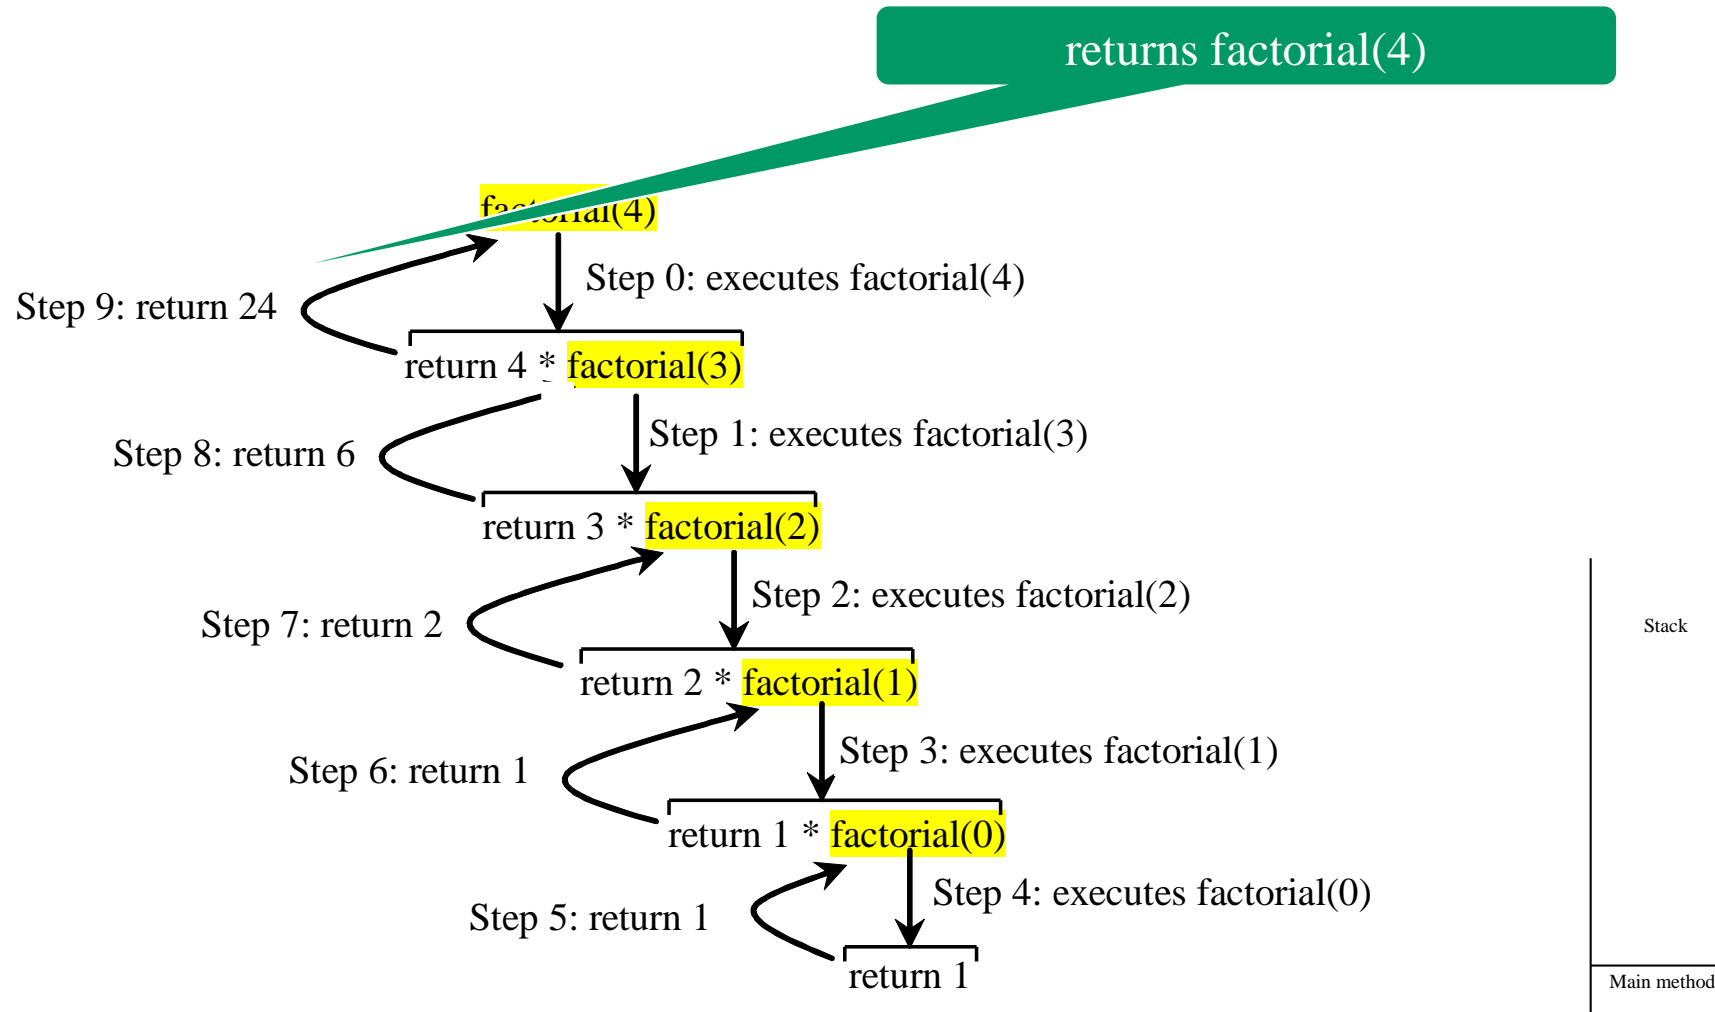 returns factorial(4)
factorial(4)
Step 0: executes factorial(4)
Step 9: return 24
return 4 * factorial(3)
Step 1: executes factorial(3)
Step 8: return 6
return 3 * factorial(2)
Step 2: executes factorial(2)
Step 7: return 2
Stack
return 2 * factorial(1)
Step 3: executes factorial(1)
Step 6: return 1
return 1 * factorial(0)
Step 4: executes factorial(0)
Step 5: return 1
return 1
Main method